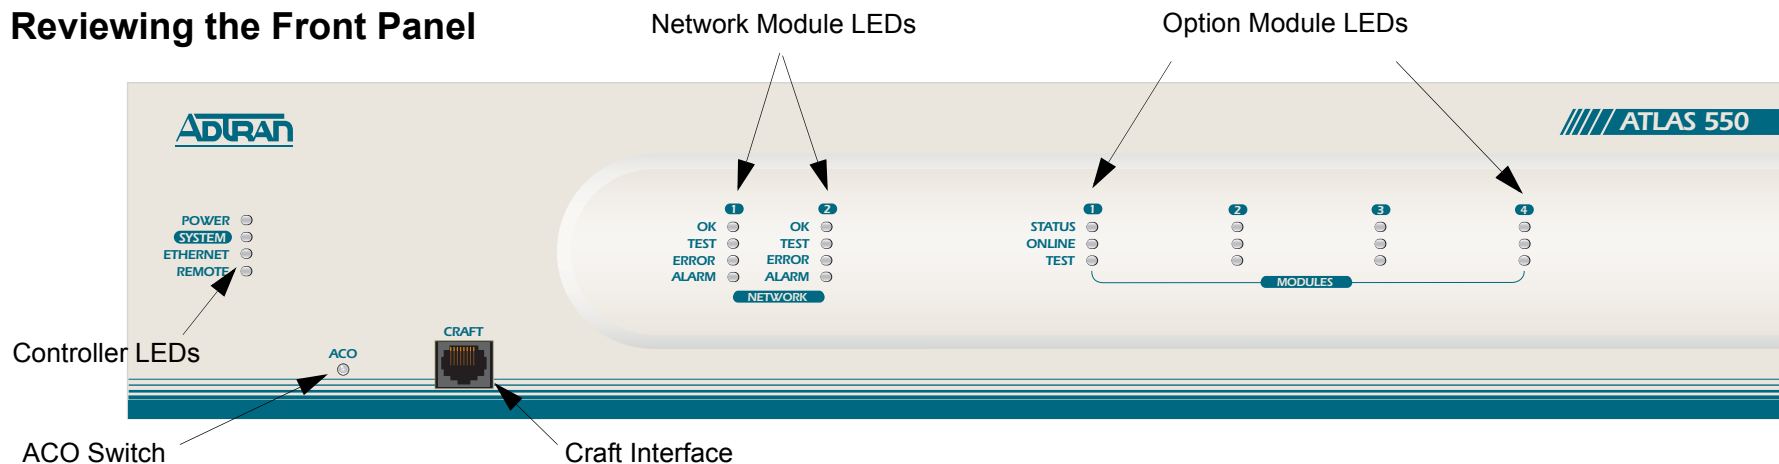 Reviewing the Front Panel
Network Module LEDs
Option Module LEDs
ADTRAN
ATLAS 550
1 2 1 2 3 4
POWER
SYSTEM
ETHERNET
REMOTE
OK OK STATUS
TEST TEST ONLINE
ERROR ERROR TEST
ALARM ALARM
NETWORK
MODULES
CRAFT
Controller LEDs
ACO
ACO Switch
Craft Interface